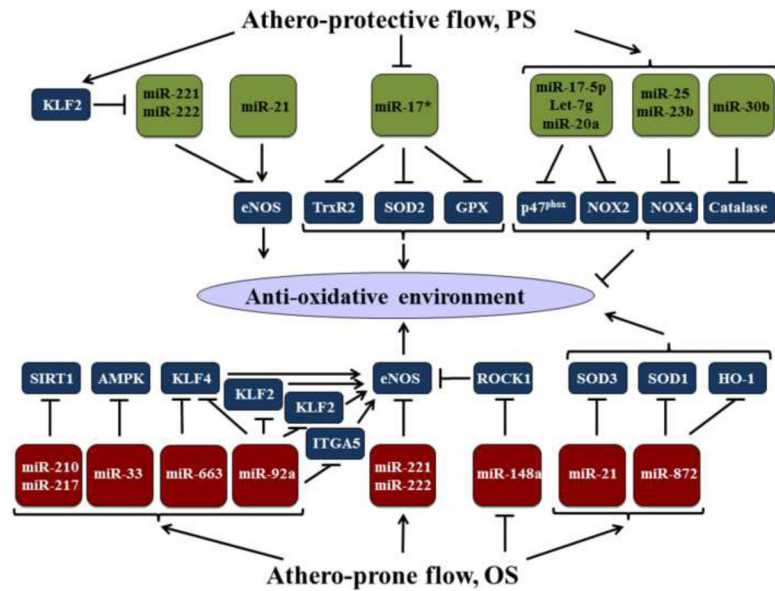 Athero-protective flow, PS
KLF2
miR-221
miR-222
miR-21
miR-17*
miR-17-5p
Let-7g
miR-20a
miR-25
miR-23b
miR-30b
eNOS
TrxR2
SOD2
GPX
p47phox
NOX2
NOX4
Catalase
Anti-oxidative environment
SIRT1
AMPK
KLF4
KLF2
KLF2
ITGA5
eNOS
ROCK1
SOD3
SOD1
HO-1
miR-210
miR-217
miR-33
miR-663
miR-92a
miR-221
miR-222
miR-148a
miR-21
miR-872
Athero-prone flow, OS